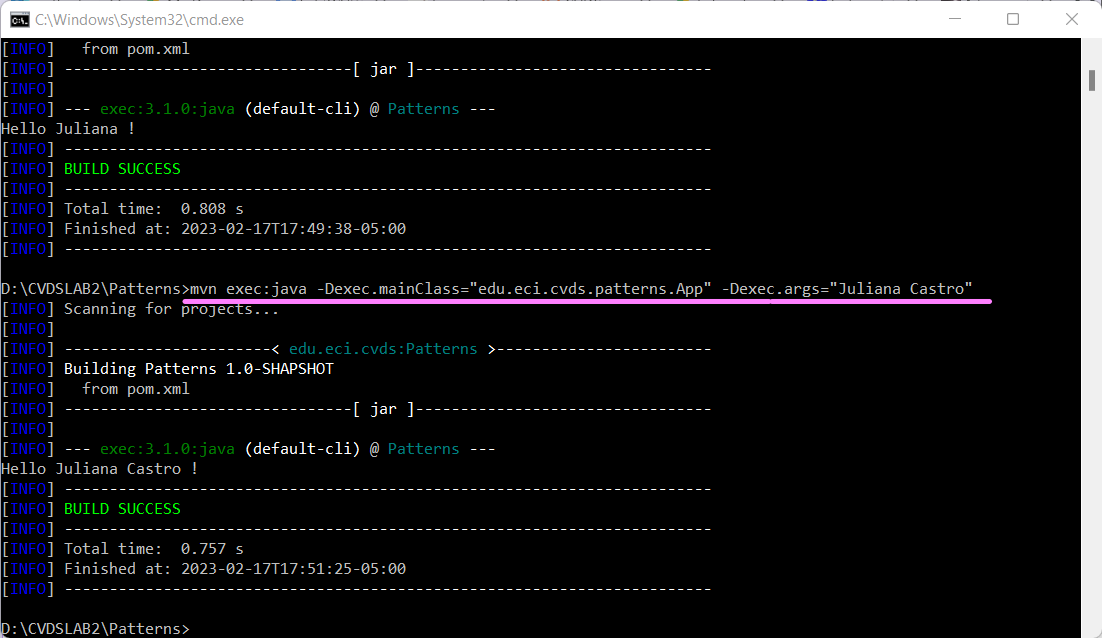 C:\Windows\System32\cmd.exe
[INFO]   from pom.xml
[INFO] --------------------------------[ jar ]---------------------------------
[INFO]
[INFO] --- exec:3.1.0:java (default-cli) @ Patterns ---
Hello Juliana !
[INFO] ------------------------------------------------------------------------
[INFO] BUILD SUCCESS
[INFO] ------------------------------------------------------------------------
[INFO] Total time:  0.808 s
[INFO] Finished at: 2023-02-17T17:49:38-05:00
[INFO] ------------------------------------------------------------------------
D:\CVDSLAB2\Patterns>mvn exec:java -Dexec.mainClass="edu.eci.cvds.patterns.App" -Dexec.args="Juliana Castro"
[INFO] Scanning for projects...
[INFO]
[INFO] -----------------------< edu.eci.cvds:Patterns >------------------------
[INFO] Building Patterns 1.0-SHAPSHOT
[INFO]   from pom.xml
[INFO] --------------------------------[ jar ]---------------------------------
[INFO]
[INFO] --- exec:3.1.0:java (default-cli) @ Patterns ---
Hello Juliana Castro !
[INFO] ------------------------------------------------------------------------
[INFO] BUILD SUCCESS
[INFO] ------------------------------------------------------------------------
[INFO] Total time:  0.757 s
[INFO] Finished at: 2023-02-17T17:51:25-05:00
[INFO] ------------------------------------------------------------------------
D:\CVDSLAB2\Patterns>